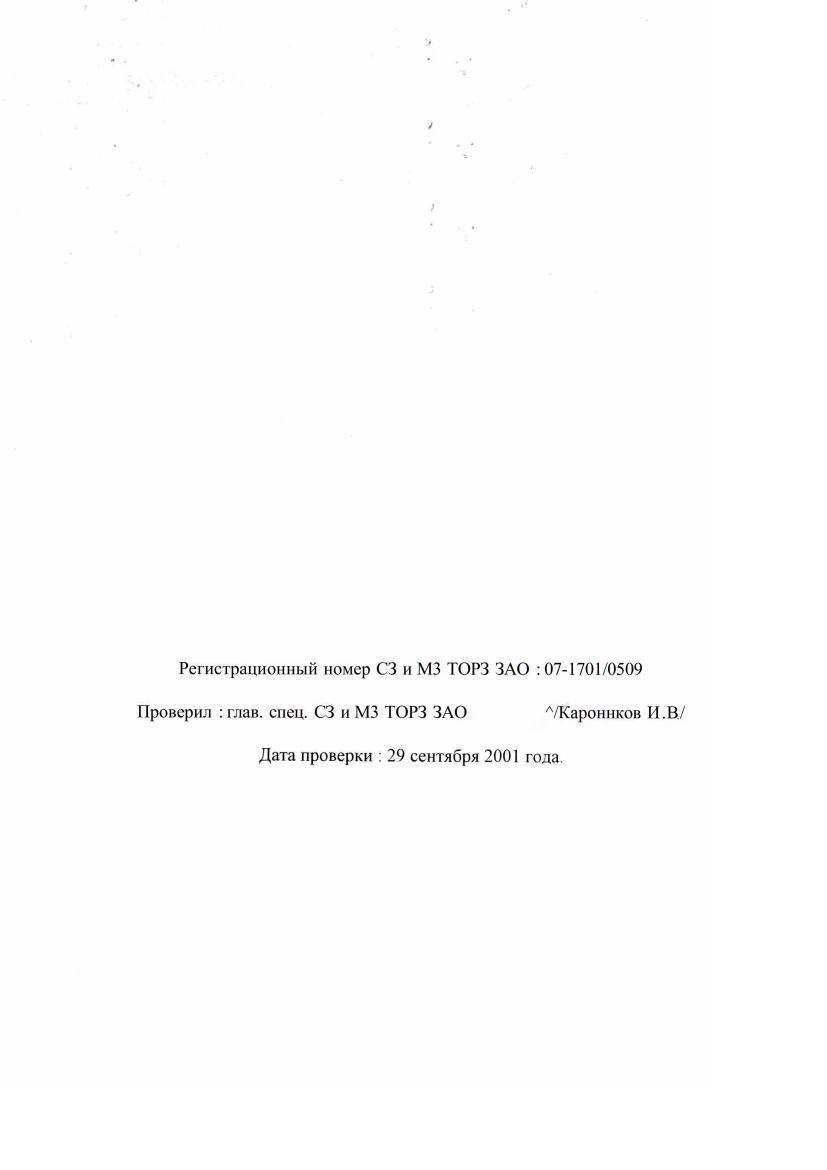 Регистрационный номер СЗ и МЗ ТОРЗ ЗАО : 07-1701/0509
Проверил : глав. спец. СЗ и МЗ ТОРЗ ЗАО ^/Кароннков И.В./
Дата проверки : 29 сентября 2001 года.